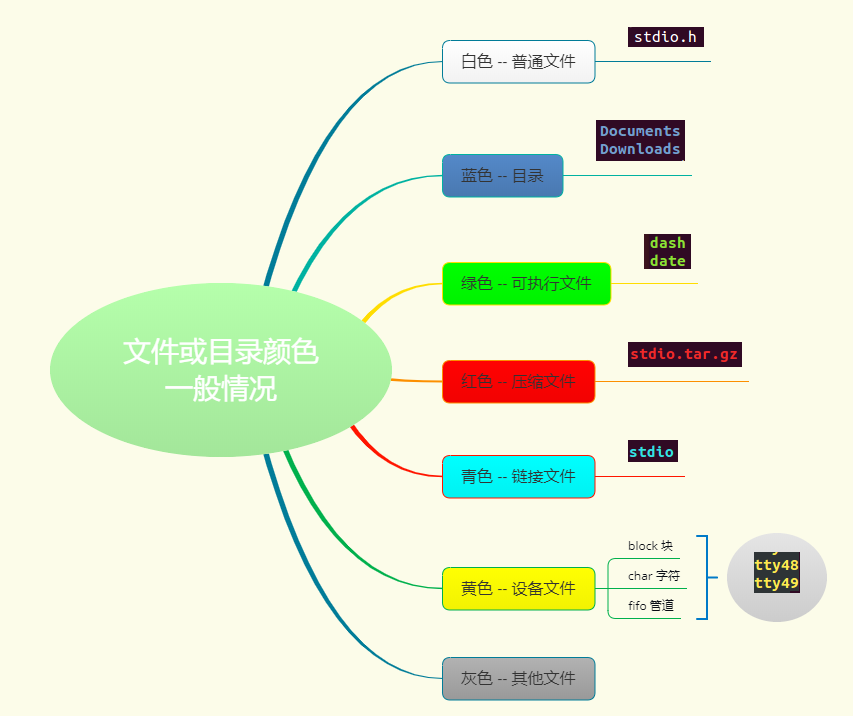 文件或目录颜色
一般情况
白色 -- 普通文件
stdio.h
蓝色 -- 目录
Documents
Downloads
绿色 -- 可执行文件
dash
date
红色 -- 压缩文件
stdio.tar.gz
青色 -- 链接文件
stdio
黄色 -- 设备文件
block 块
char 字符
fifo 管道
tty48
tty49
灰色 -- 其他文件